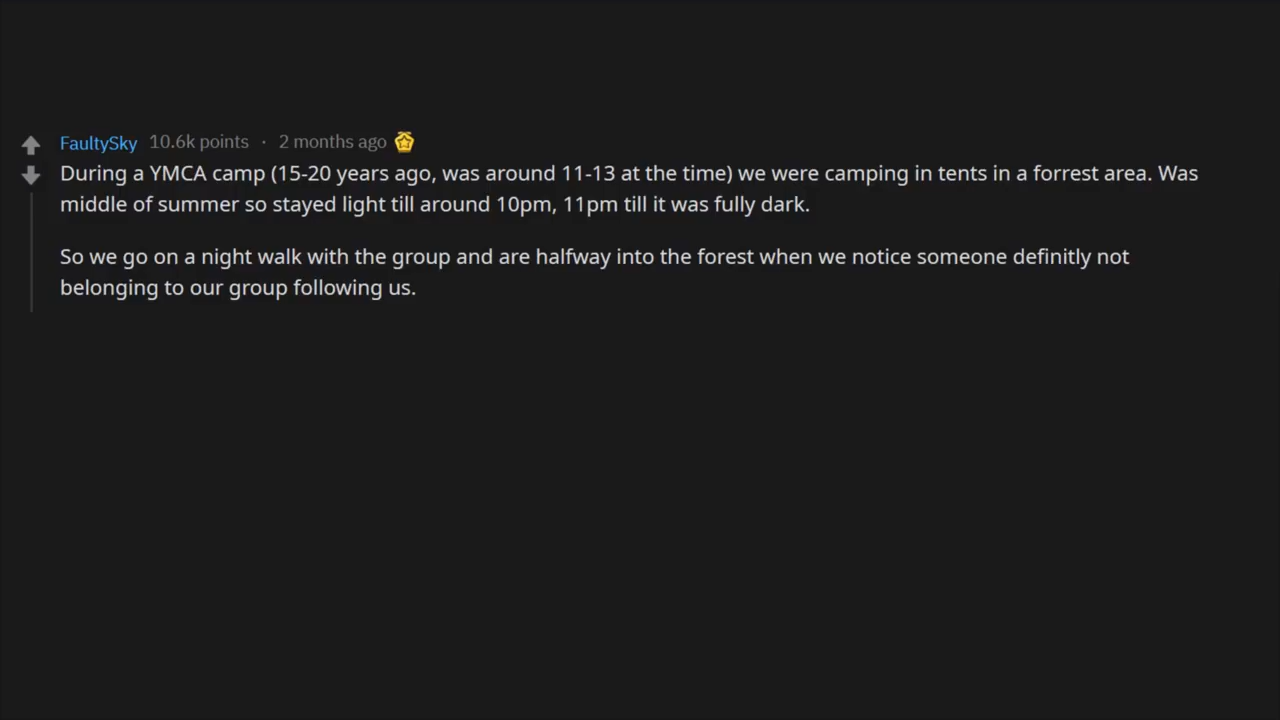 FaultySky 10.6k points · 2 months ago
During a YMCA camp (15-20 years ago, was around 11-13 at the time) we were camping in tents in a forrest area. Was
middle of summer so stayed light till around 10pm, 11pm till it was fully dark.
So we go on a night walk with the group and are halfway into the forest when we notice someone definitly not
belonging to our group following us.